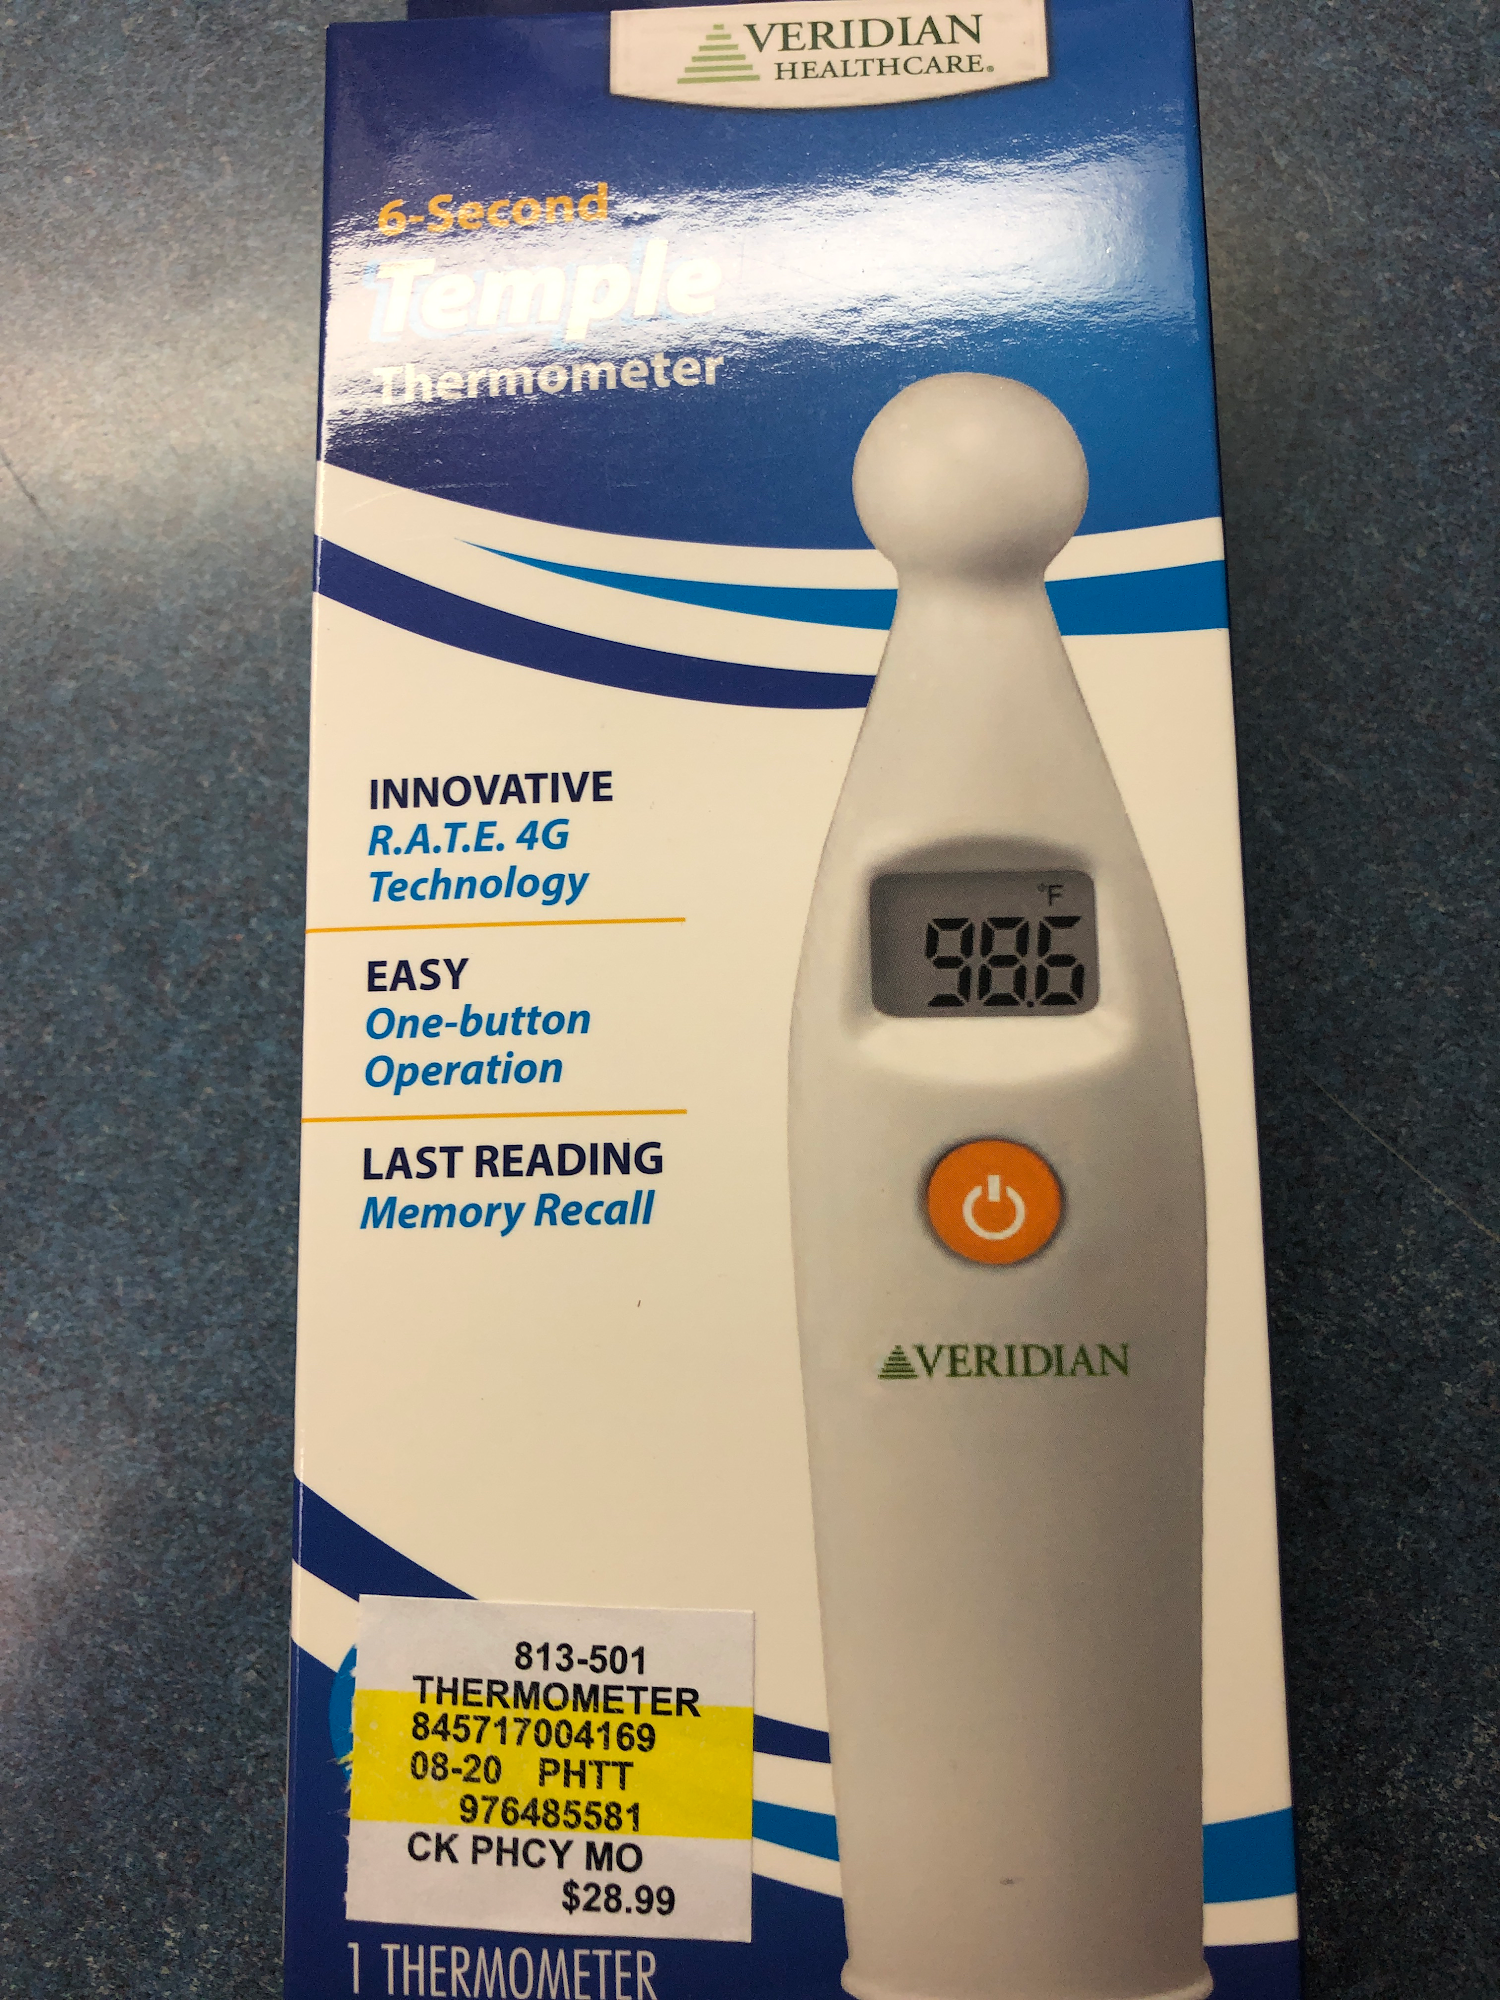 VERIDIAN
HEALTHCARE®
6-Second
Temple
Thermometer
INNOVATIVE
R.A.T.E. 4G
Technology
EASY
One-button
Operation
LAST READING
Memory Recall
°F
98.6
VERIDIAN
813-501
THERMOMETER
845717004169
08-20 PHTT
976485581
CK PHCY MO
$28.99
1 THERMOMETER